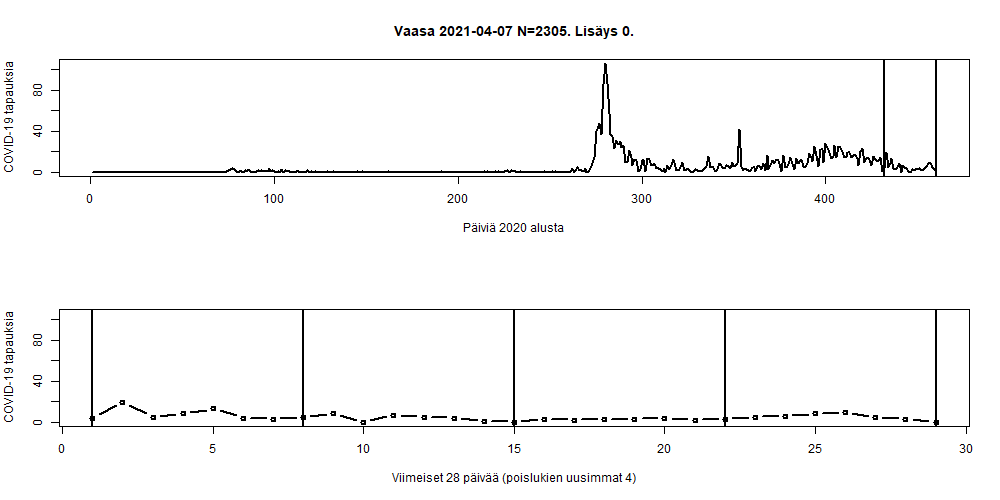 Vaasa 2021-04-07 N=2305. Lisäys 0.
COVID-19 tapauksia
0 40 80
0 100 200 300 400
Päiviä 2020 alusta
COVID-19 tapauksia
0 40 80
0 5 10 15 20 25 30
Viimeiset 28 päivää (poislukien uusimmat 4)